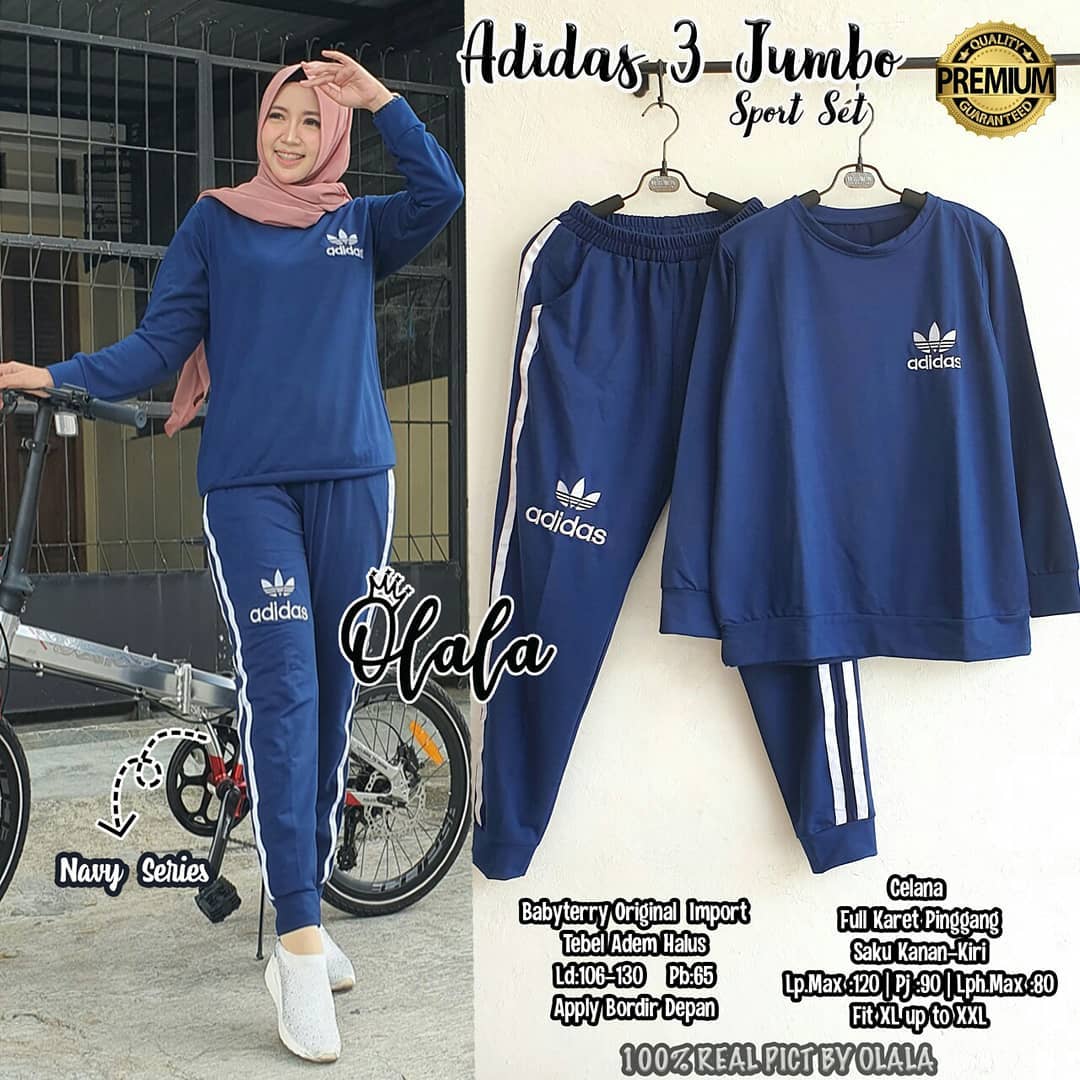 Adidas 3 Jumbo
Sport Set
QUALITY
PREMIUM
GUARANTEED
adidas
adidas
adidas
adidas
Olala
Navy Series
Babyterry Original Import
Tebel Adem Halus
Ld:106-130 Pb:65
Apply Bordir Depan
Celana
Full Karet Pinggang
Saku Kanan-Kiri
Lp.Max :120 | Pj :90 | Lph.Max :80
Fit XL up to XXL
100% REAL PICT BY OLALA